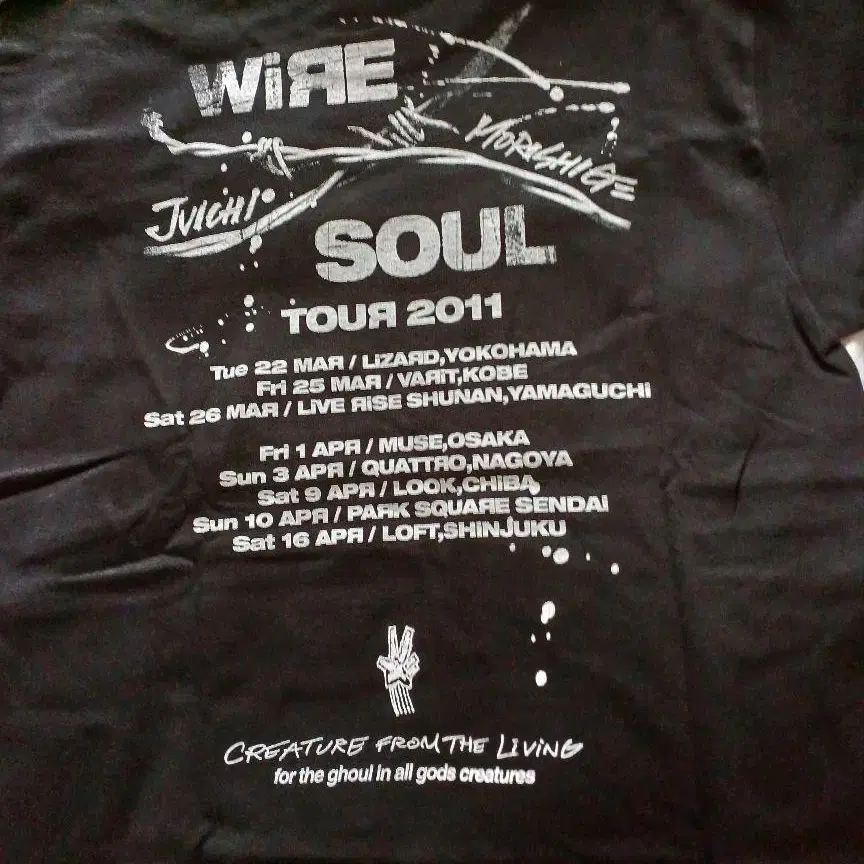 WiRE
MORISHIGE
JUICHI
SOUL
TOUR 2011
Tue 22 MAR / LIZARD,YOKOHAMA
Fri 25 MAR / VARIT,KOBE
Sat 26 MAR / LIVE RISE SHUNAN,YAMAGUCHI
Fri 1 APR / MUSE,OSAKA
Sun 3 APR / QUATTRO,NAGOYA
Sat 9 APR / LOOK,CHIBA
Sun 10 APR / PARK SQUARE SENDAI
Sat 16 APR / LOFT,SHINJUKU
CREATURE FROM THE LIVING
for the ghoul in all gods creatures